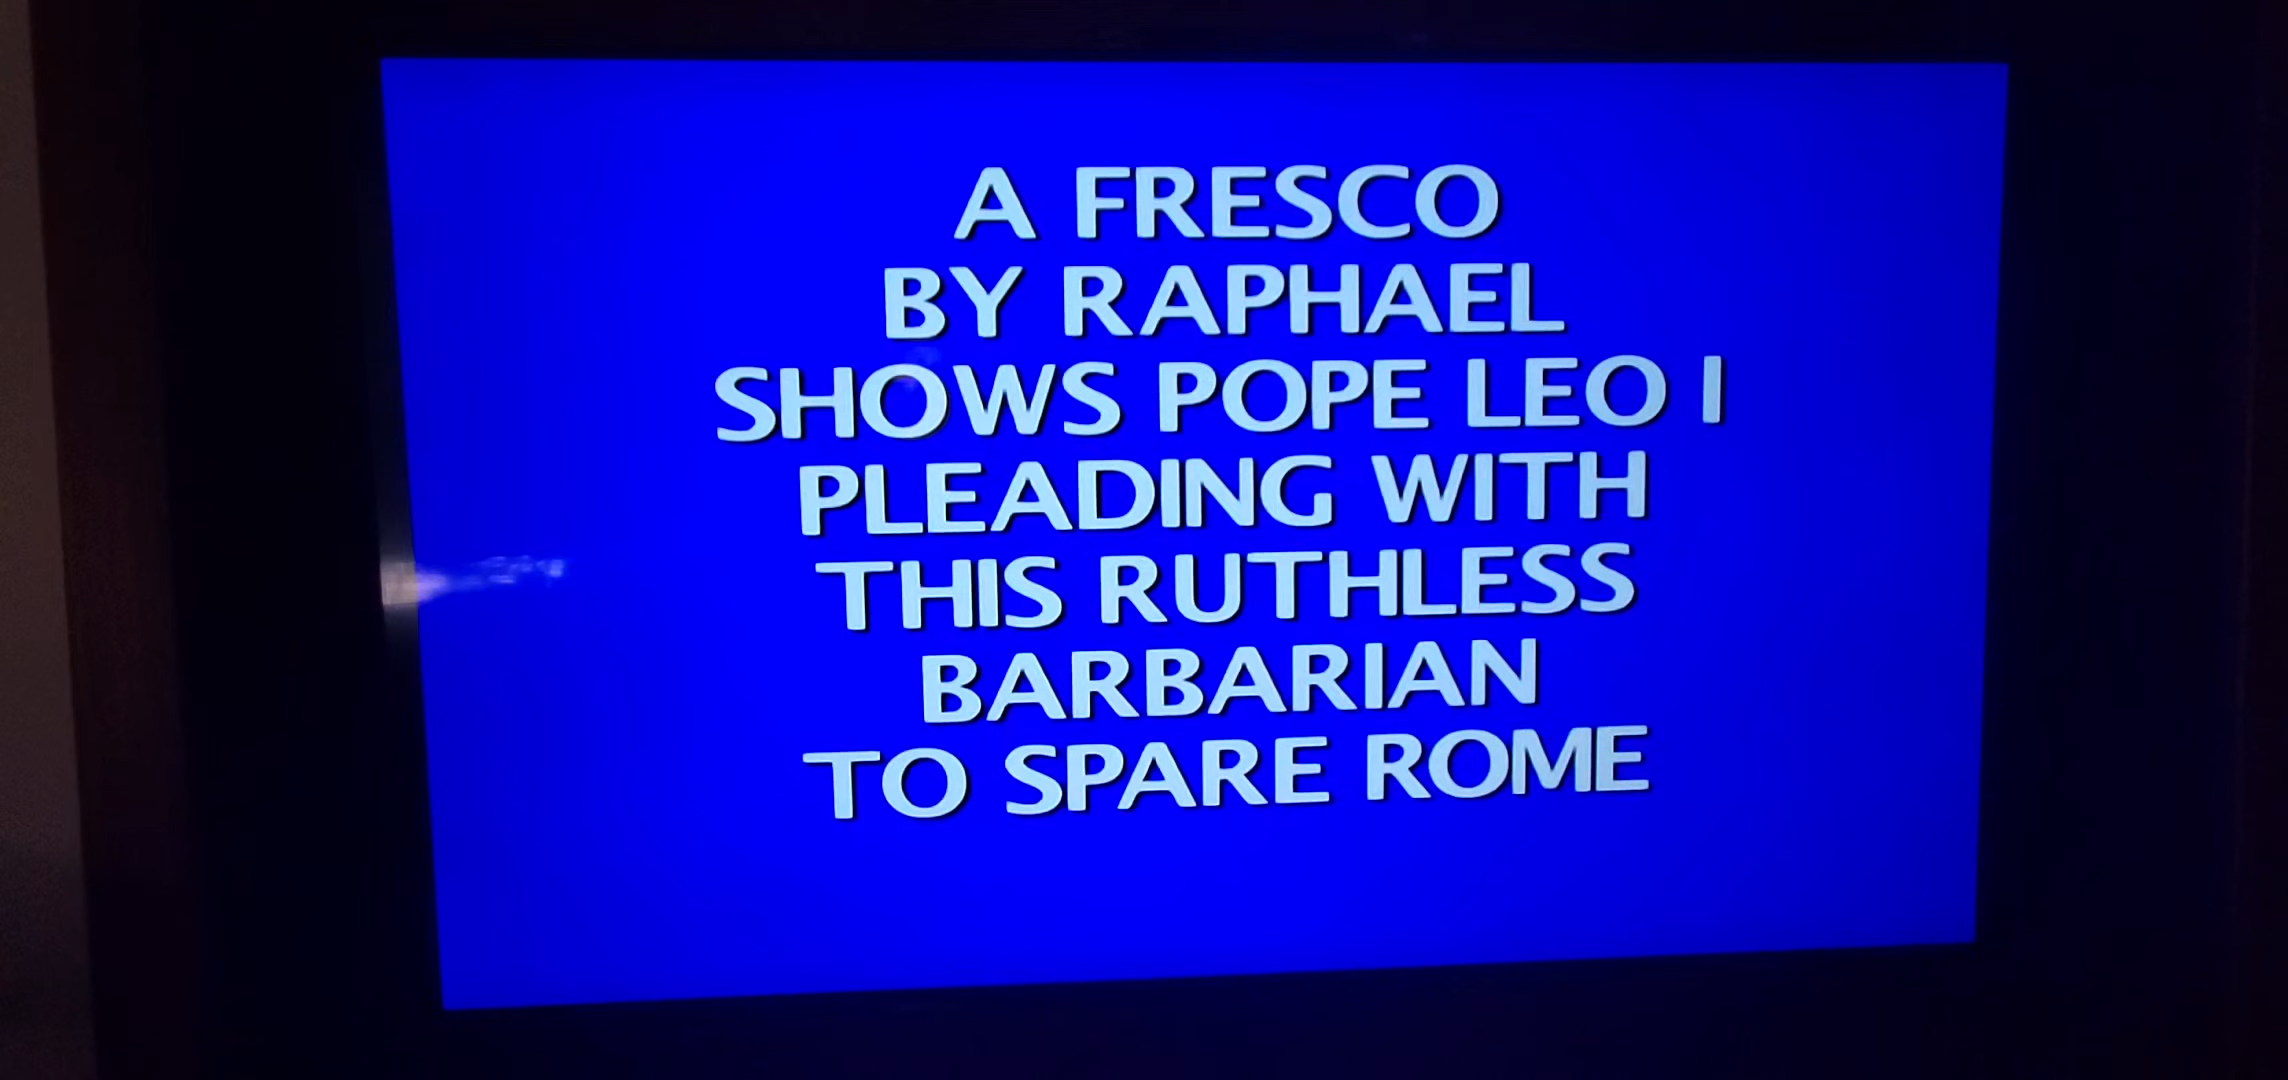 A FRESCO
BY RAPHAEL
SHOWS POPE LEO I
PLEADING WITH
THIS RUTHLESS
BARBARIAN
TO SPARE ROME